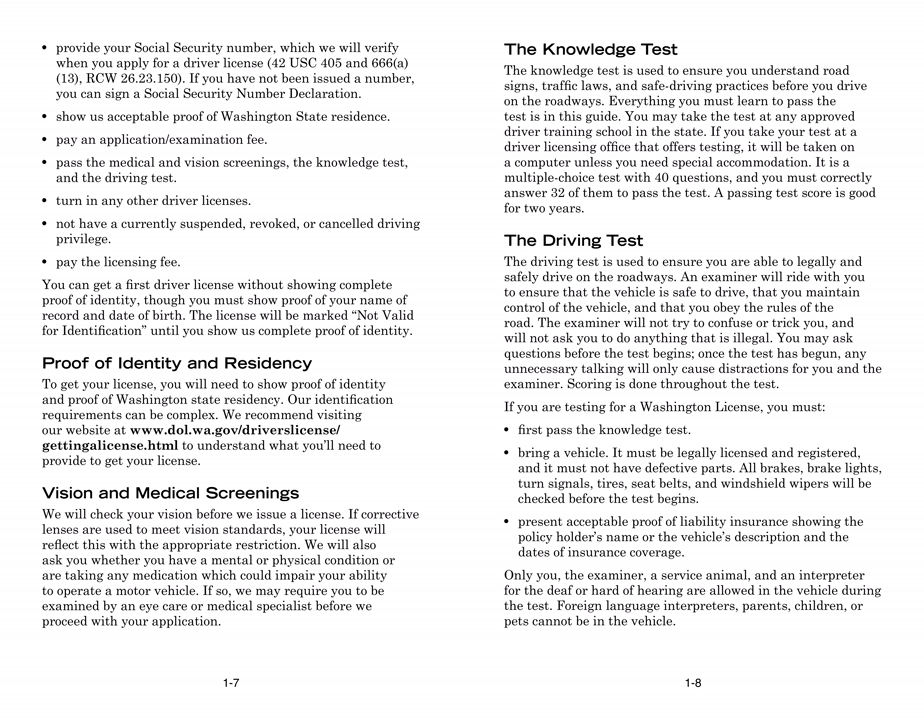 • provide your Social Security number, which we will verify
when you apply for a driver license (42 USC 405 and 666(a)
(13), RCW 26.23.150). If you have not been issued a number,
you can sign a Social Security Number Declaration.
• show us acceptable proof of Washington State residence.
• pay an application/examination fee.
• pass the medical and vision screenings, the knowledge test,
and the driving test.
• turn in any other driver licenses.
• not have a currently suspended, revoked, or cancelled driving
privilege.
• pay the licensing fee.
You can get a first driver license without showing complete
proof of identity, though you must show proof of your name of
record and date of birth. The license will be marked “Not Valid
for Identification” until you show us complete proof of identity.
Proof of Identity and Residency
To get your license, you will need to show proof of identity
and proof of Washington state residency. Our identification
requirements can be complex. We recommend visiting
our website at www.dol.wa.gov/driverslicense/
gettingalicense.html to understand what you’ll need to
provide to get your license.
Vision and Medical Screenings
We will check your vision before we issue a license. If corrective
lenses are used to meet vision standards, your license will
reflect this with the appropriate restriction. We will also
ask you whether you have a mental or physical condition or
are taking any medication which could impair your ability
to operate a motor vehicle. If so, we may require you to be
examined by an eye care or medical specialist before we
proceed with your application.
1-7
The Knowledge Test
The knowledge test is used to ensure you understand road
signs, traffic laws, and safe-driving practices before you drive
on the roadways. Everything you must learn to pass the
test is in this guide. You may take the test at any approved
driver training school in the state. If you take your test at a
driver licensing office that offers testing, it will be taken on
a computer unless you need special accommodation. It is a
multiple-choice test with 40 questions, and you must correctly
answer 32 of them to pass the test. A passing test score is good
for two years.
The Driving Test
The driving test is used to ensure you are able to legally and
safely drive on the roadways. An examiner will ride with you
to ensure that the vehicle is safe to drive, that you maintain
control of the vehicle, and that you obey the rules of the
road. The examiner will not try to confuse or trick you, and
will not ask you to do anything that is illegal. You may ask
questions before the test begins; once the test has begun, any
unnecessary talking will only cause distractions for you and the
examiner. Scoring is done throughout the test.
If you are testing for a Washington License, you must:
• first pass the knowledge test.
• bring a vehicle. It must be legally licensed and registered,
and it must not have defective parts. All brakes, brake lights,
turn signals, tires, seat belts, and windshield wipers will be
checked before the test begins.
• present acceptable proof of liability insurance showing the
policy holder’s name or the vehicle’s description and the
dates of insurance coverage.
Only you, the examiner, a service animal, and an interpreter
for the deaf or hard of hearing are allowed in the vehicle during
the test. Foreign language interpreters, parents, children, or
pets cannot be in the vehicle.
1-8